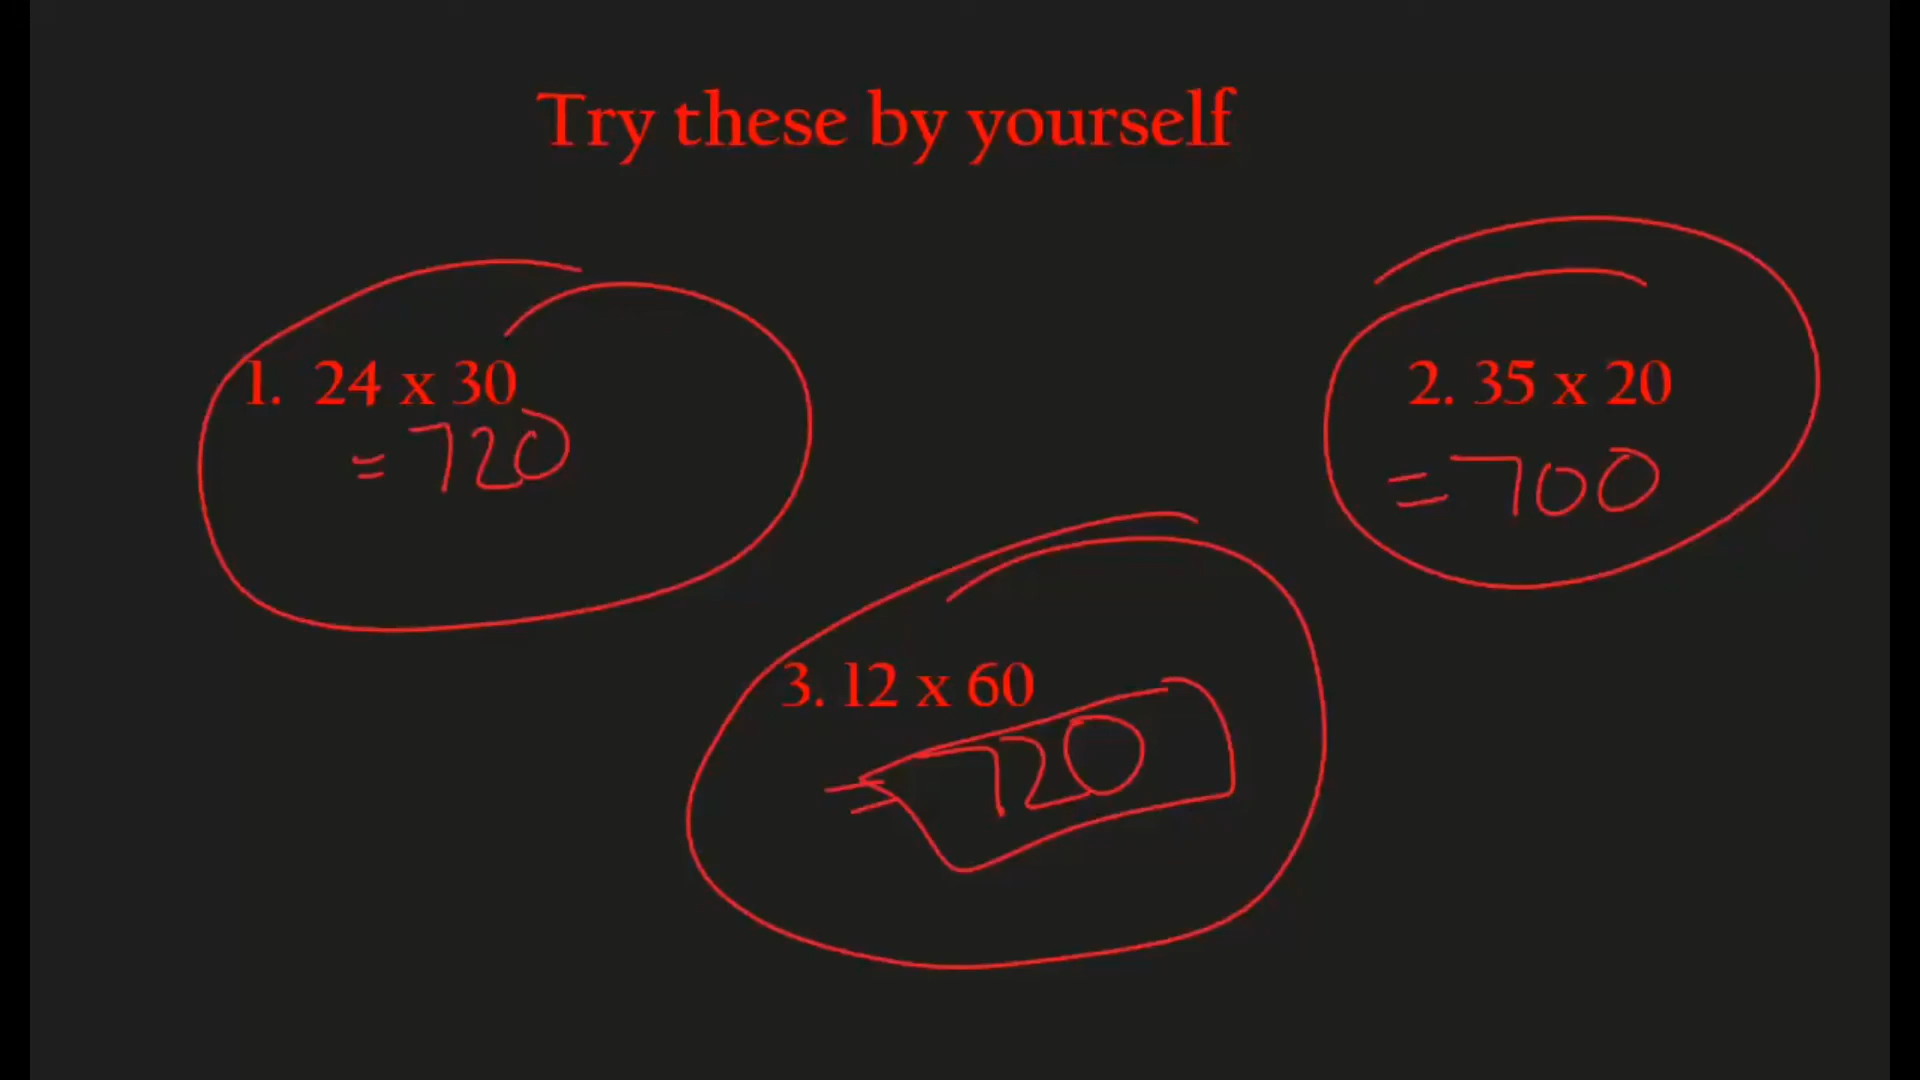 Try these by yourself
1. 24 x 30
= 720
2. 35 x 20
= 700
3. 12 x 60
= 720